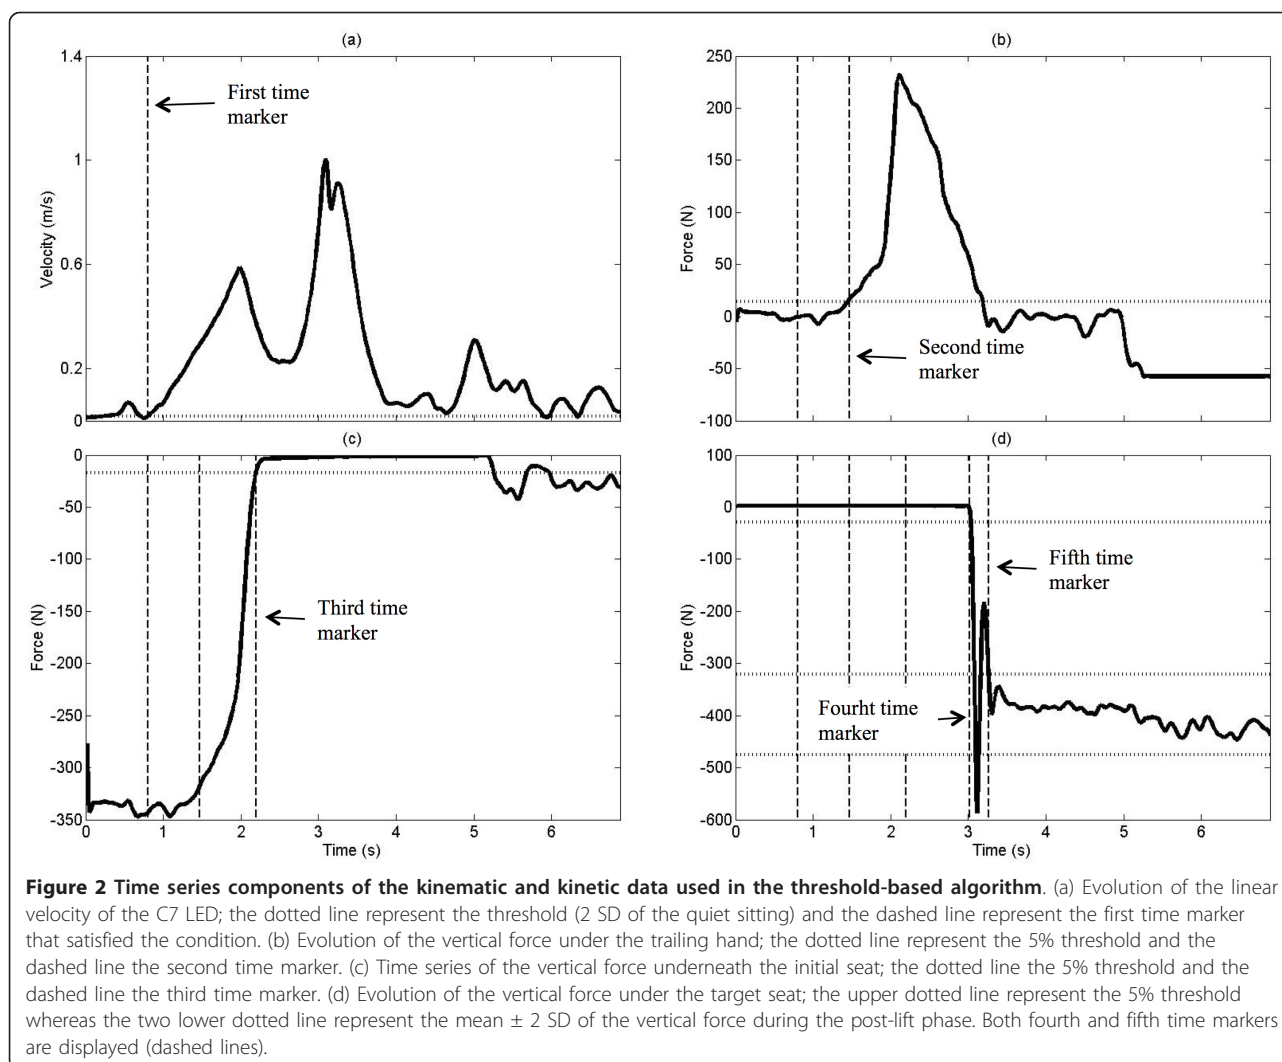 (a)
1.4
1
0.6
0.2
0
Velocity (m/s)
First time
marker
(b)
250
200
150
100
50
0
-50
-100
Force (N)
Second time
marker
(c)
0
-50
-100
-150
-200
-250
-300
-350
Force (N)
Third time
marker
0 1 2 3 4 5 6
Time (s)
(d)
100
0
-100
-200
-300
-400
-500
-600
Force (N)
Fifth time
marker
Fourht time
marker
0 1 2 3 4 5 6
Time (s)
Figure 2 Time series components of the kinematic and kinetic data used in the threshold-based algorithm. (a) Evolution of the linear
velocity of the C7 LED; the dotted line represent the threshold (2 SD of the quiet sitting) and the dashed line represent the first time marker
that satisfied the condition. (b) Evolution of the vertical force under the trailing hand; the dotted line represent the 5% threshold and the
dashed line the second time marker. (c) Time series of the vertical force underneath the initial seat; the dotted line the 5% threshold and the
dashed line the third time marker. (d) Evolution of the vertical force under the target seat; the upper dotted line represent the 5% threshold
whereas the two lower dotted line represent the mean ± 2 SD of the vertical force during the post-lift phase. Both fourth and fifth time markers
are displayed (dashed lines).